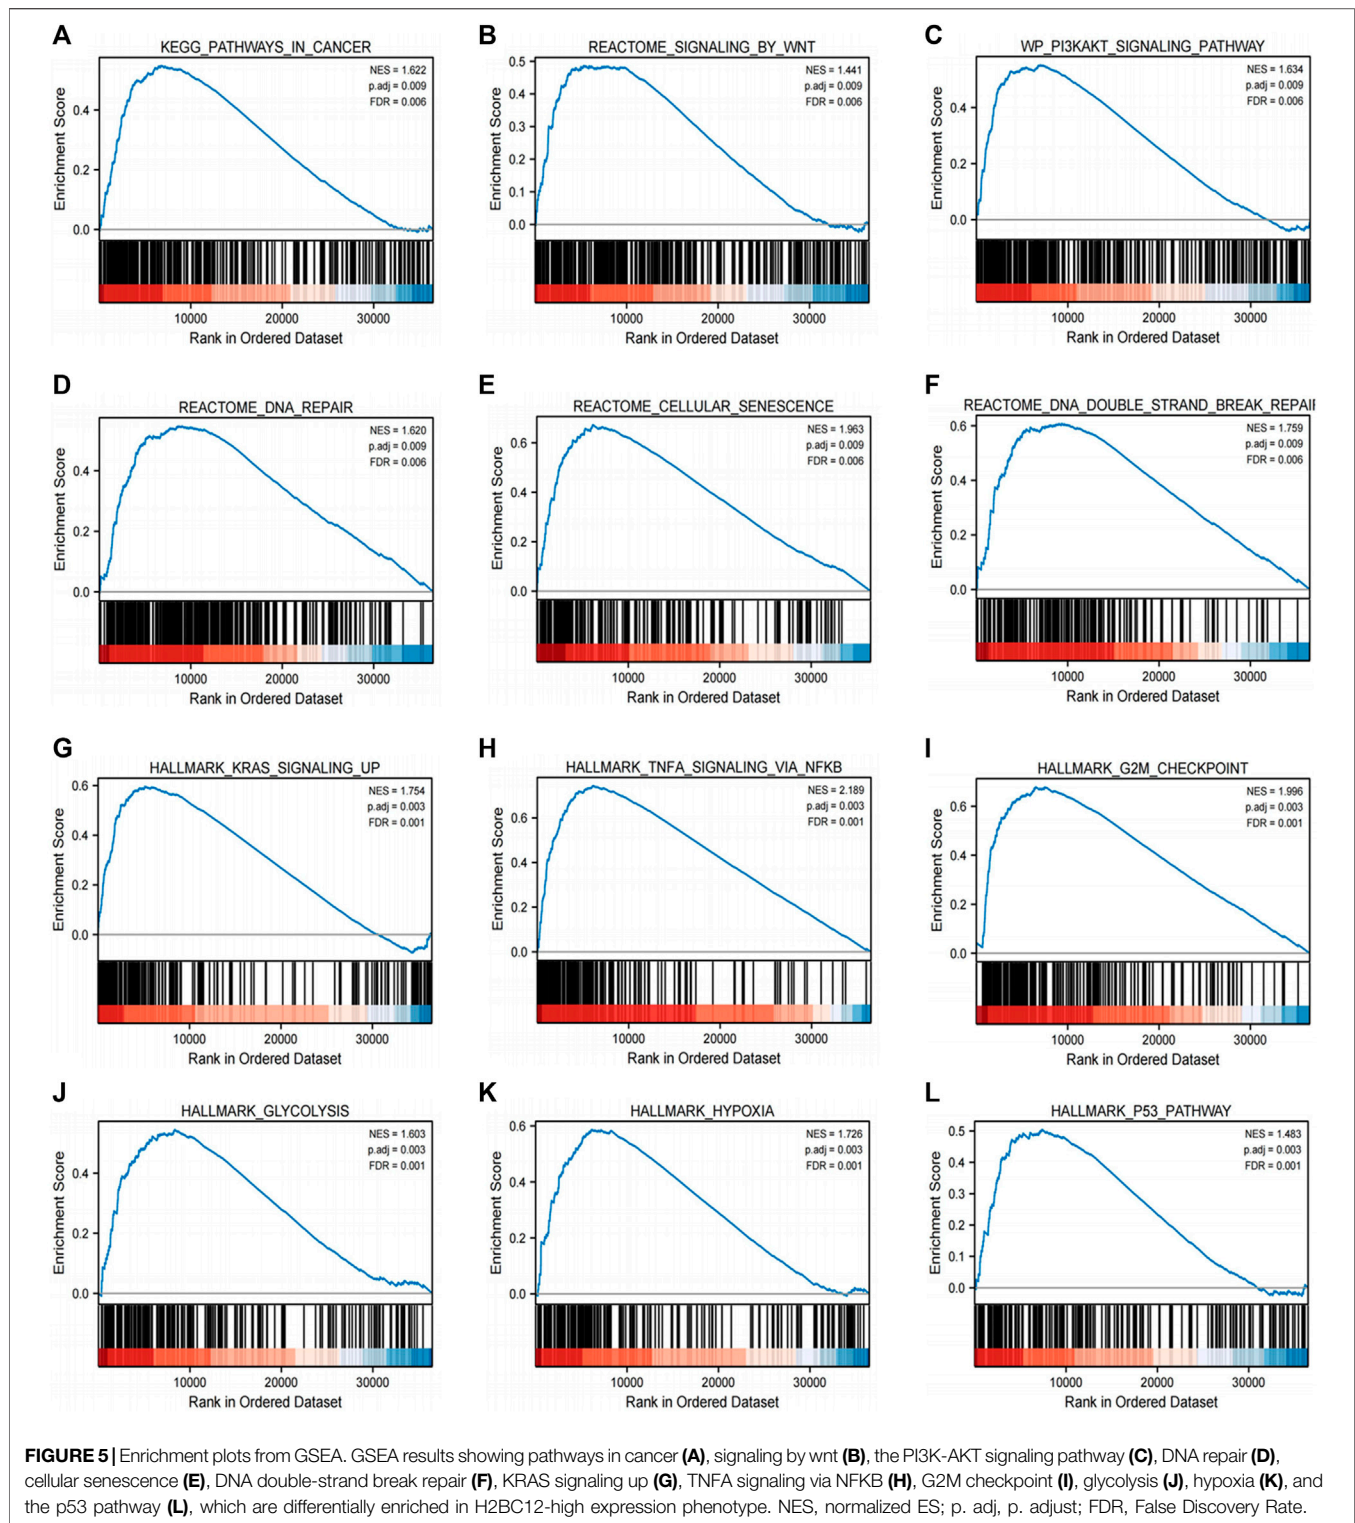 A
KEGG_PATHWAYS_IN_CANCER
NES = 1.622
p.adj = 0.009
FDR = 0.006
Enrichment Score
0.4
0.2
0.0
10000 20000 30000
Rank in Ordered Dataset
B
REACTOME_SIGNALING_BY_WNT
NES = 1.441
p.adj = 0.009
FDR = 0.006
Enrichment Score
0.5
0.4
0.3
0.2
0.1
0.0
10000 20000 30000
Rank in Ordered Dataset
C
WP_PI3KAKT_SIGNALING_PATHWAY
NES = 1.634
p.adj = 0.009
FDR = 0.006
Enrichment Score
0.4
0.2
0.0
10000 20000 30000
Rank in Ordered Dataset
D
REACTOME_DNA_REPAIR
NES = 1.620
p.adj = 0.009
FDR = 0.006
Enrichment Score
0.4
0.2
0.0
10000 20000 30000
Rank in Ordered Dataset
E
REACTOME_CELLULAR_SENESCENCE
NES = 1.963
p.adj = 0.009
FDR = 0.006
Enrichment Score
0.6
0.4
0.2
0.0
10000 20000 30000
Rank in Ordered Dataset
F
REACTOME_DNA_DOUBLE_STRAND_BREAK_REPAIR
NES = 1.759
p.adj = 0.009
FDR = 0.006
Enrichment Score
0.6
0.4
0.2
0.0
10000 20000 30000
Rank in Ordered Dataset
G
HALLMARK_KRAS_SIGNALING_UP
NES = 1.754
p.adj = 0.003
FDR = 0.001
Enrichment Score
0.6
0.4
0.2
0.0
10000 20000 30000
Rank in Ordered Dataset
H
HALLMARK_TNFA_SIGNALING_VIA_NFKB
NES = 2.189
p.adj = 0.003
FDR = 0.001
Enrichment Score
0.6
0.4
0.2
0.0
10000 20000 30000
Rank in Ordered Dataset
I
HALLMARK_G2M_CHECKPOINT
NES = 1.996
p.adj = 0.003
FDR = 0.001
Enrichment Score
0.6
0.4
0.2
0.0
10000 20000 30000
Rank in Ordered Dataset
J
HALLMARK_GLYCOLYSIS
NES = 1.603
p.adj = 0.003
FDR = 0.001
Enrichment Score
0.4
0.2
0.0
10000 20000 30000
Rank in Ordered Dataset
K
HALLMARK_HYPOXIA
NES = 1.726
p.adj = 0.003
FDR = 0.001
Enrichment Score
0.6
0.4
0.2
0.0
10000 20000 30000
Rank in Ordered Dataset
L
HALLMARK_P53_PATHWAY
NES = 1.483
p.adj = 0.003
FDR = 0.001
Enrichment Score
0.5
0.4
0.3
0.2
0.1
0.0
10000 20000 30000
Rank in Ordered Dataset
FIGURE 5 | Enrichment plots from GSEA. GSEA results showing pathways in cancer (A), signaling by wnt (B), the PI3K-AKT signaling pathway (C), DNA repair (D),
cellular senescence (E), DNA double-strand break repair (F), KRAS signaling up (G), TNFA signaling via NFKB (H), G2M checkpoint (I), glycolysis (J), hypoxia (K), and
the p53 pathway (L), which are differentially enriched in H2BC12-high expression phenotype. NES, normalized ES; p. adj, p. adjust; FDR, False Discovery Rate.